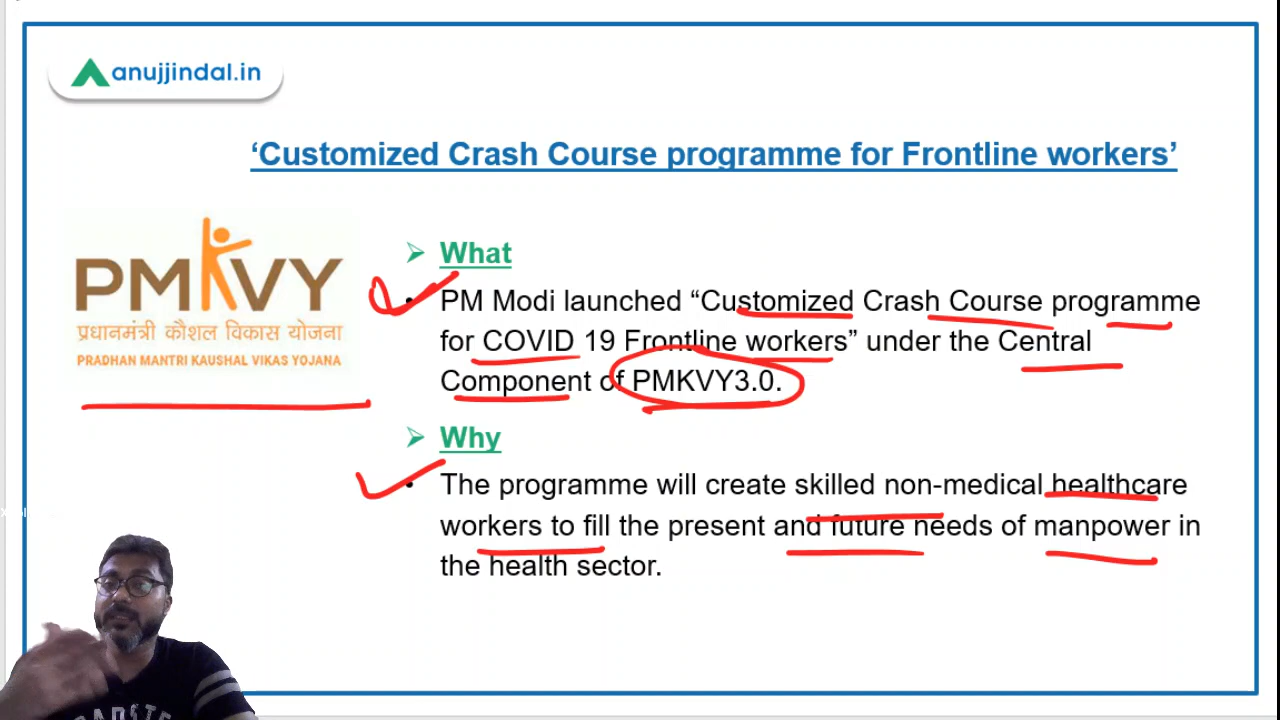 anujjindal.in
‘Customized Crash Course programme for Frontline workers’
PMKVY
प्रधानमंत्री कौशल विकास योजना
PRADHAN MANTRI KAUSHAL VIKAS YOJANA
What
PM Modi launched “Customized Crash Course programme
for COVID 19 Frontline workers” under the Central
Component of PMKVY3.0.
Why
The programme will create skilled non-medical healthcare
workers to fill the present and future needs of manpower in
the health sector.